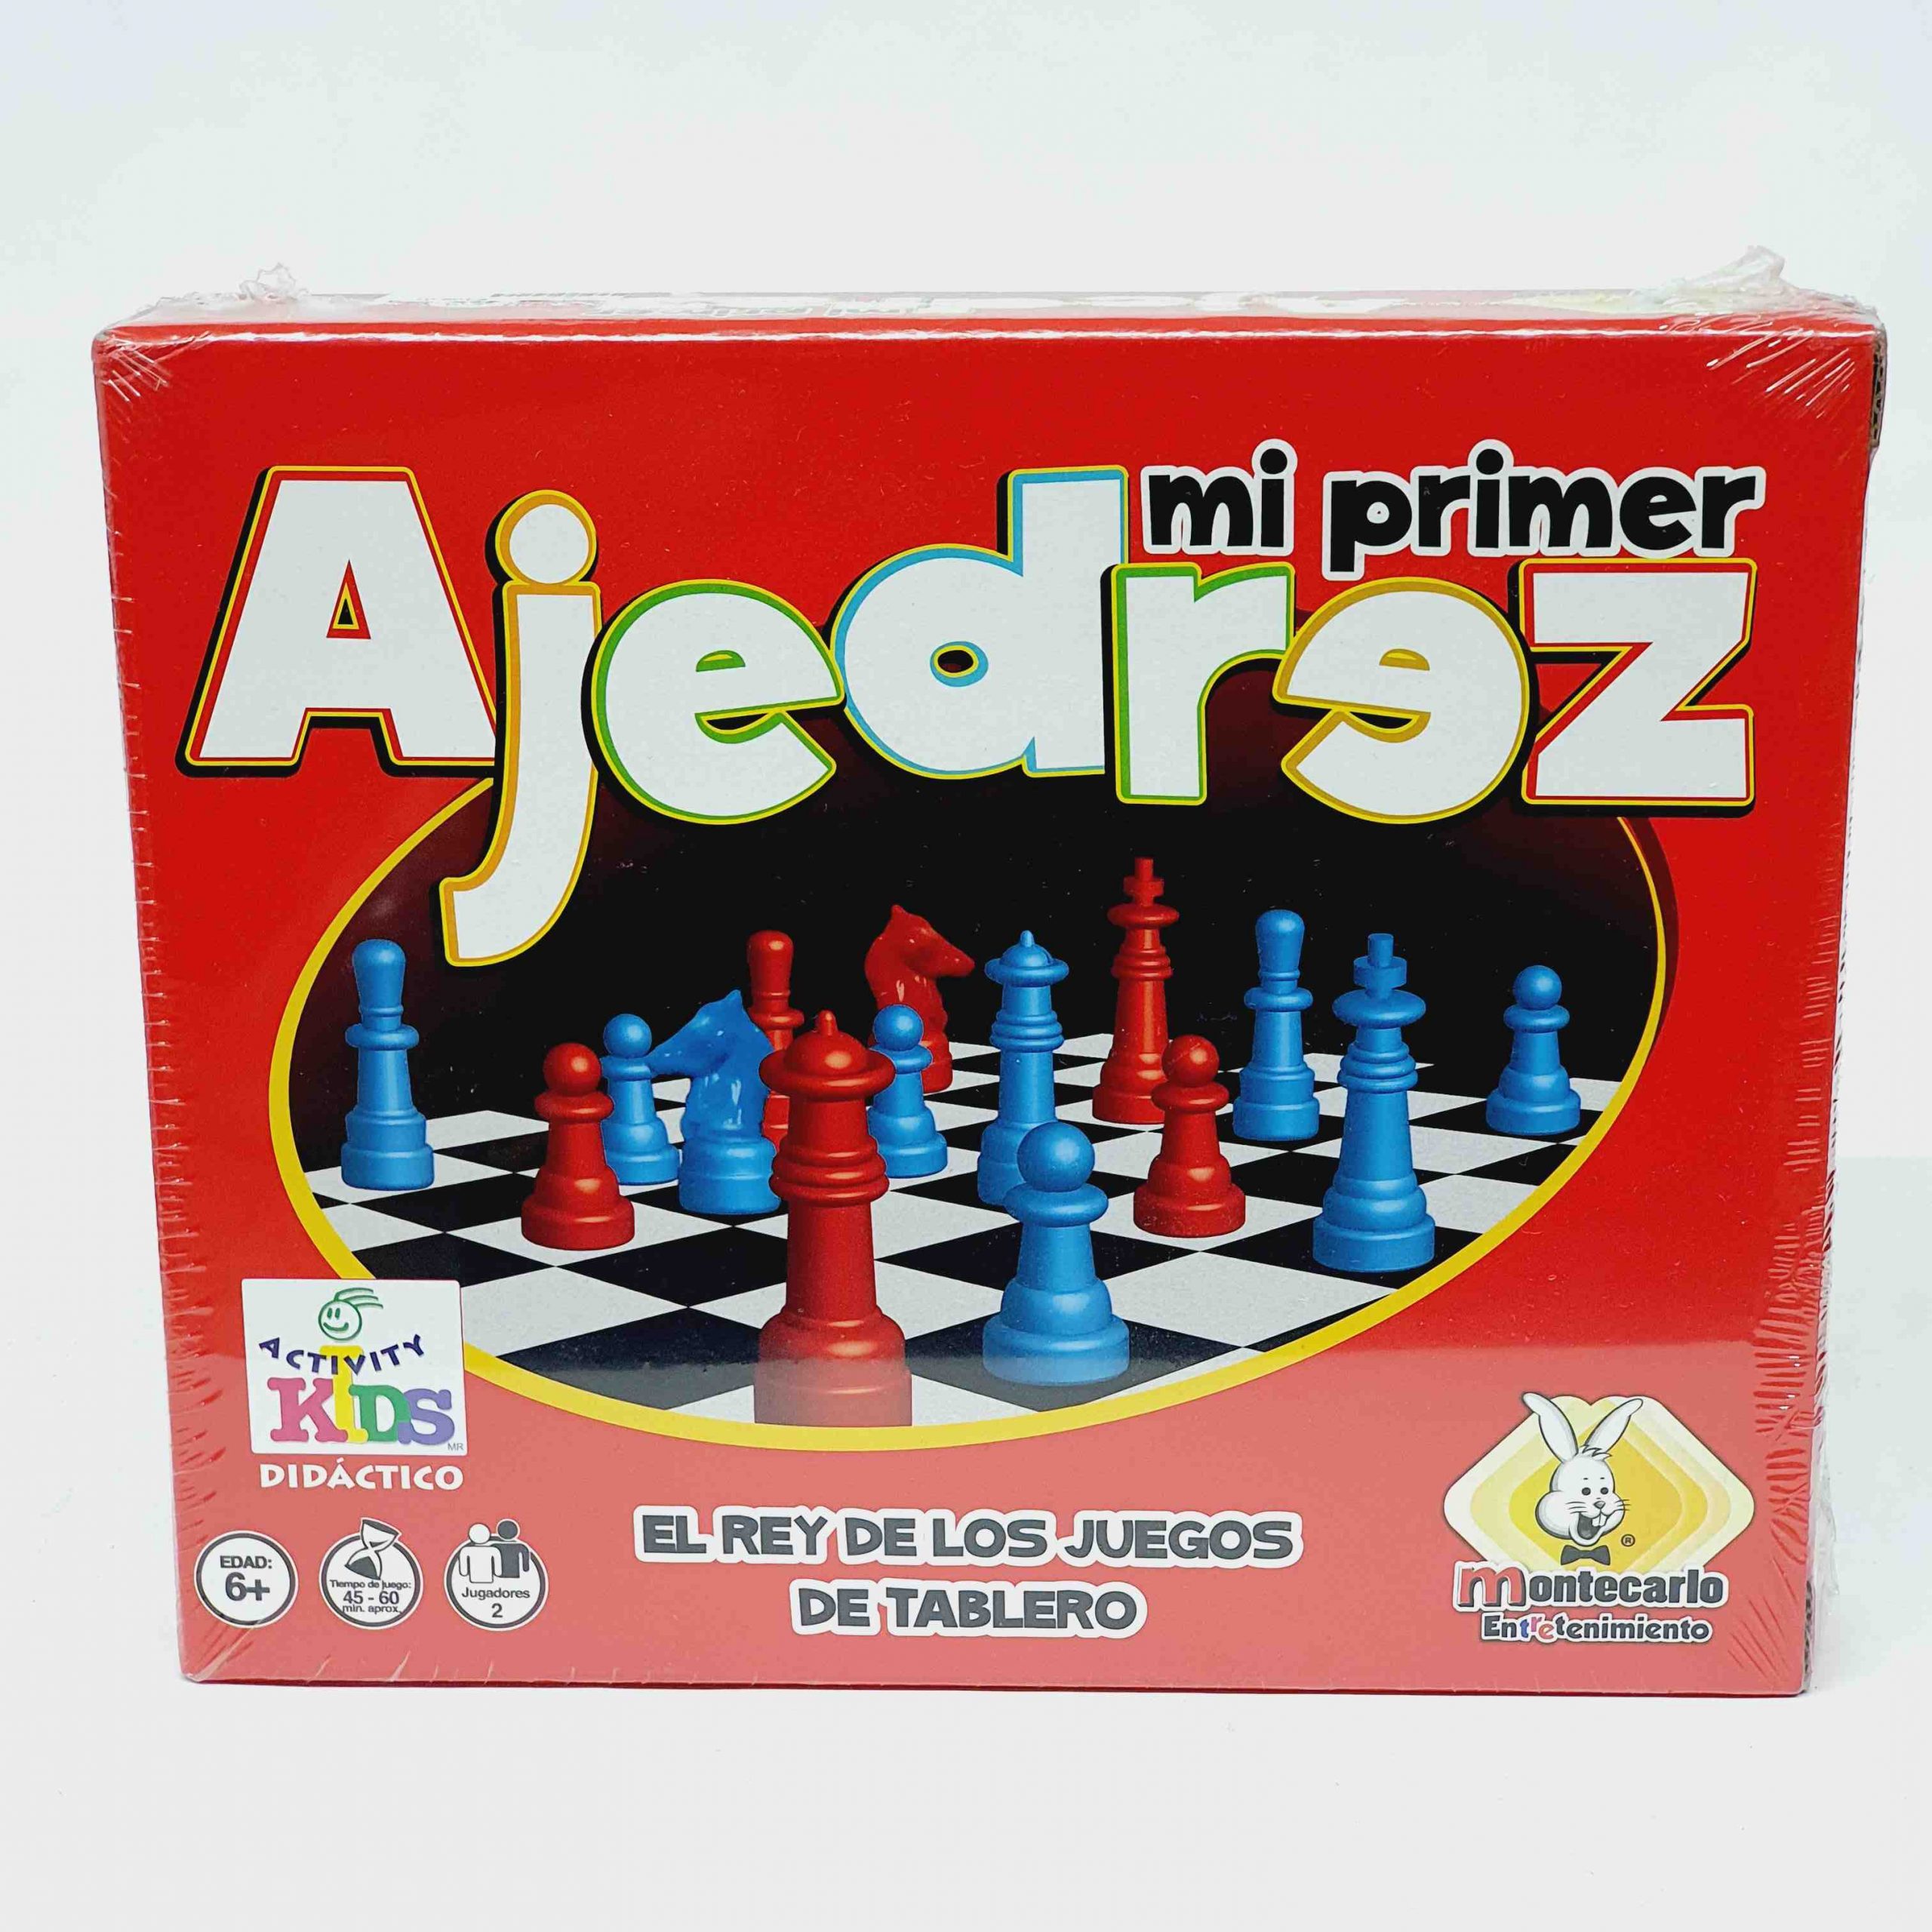 mi primer
Ajedrez
ACTIVITY
KIDS
MR
DIDÁCTICO
EDAD:
6+
Tiempo de juego:
45 - 60
min. aprox.
Jugadores
2
EL REY DE LOS JUEGOS
DE TABLERO
®
montecarlo
Entretenimiento